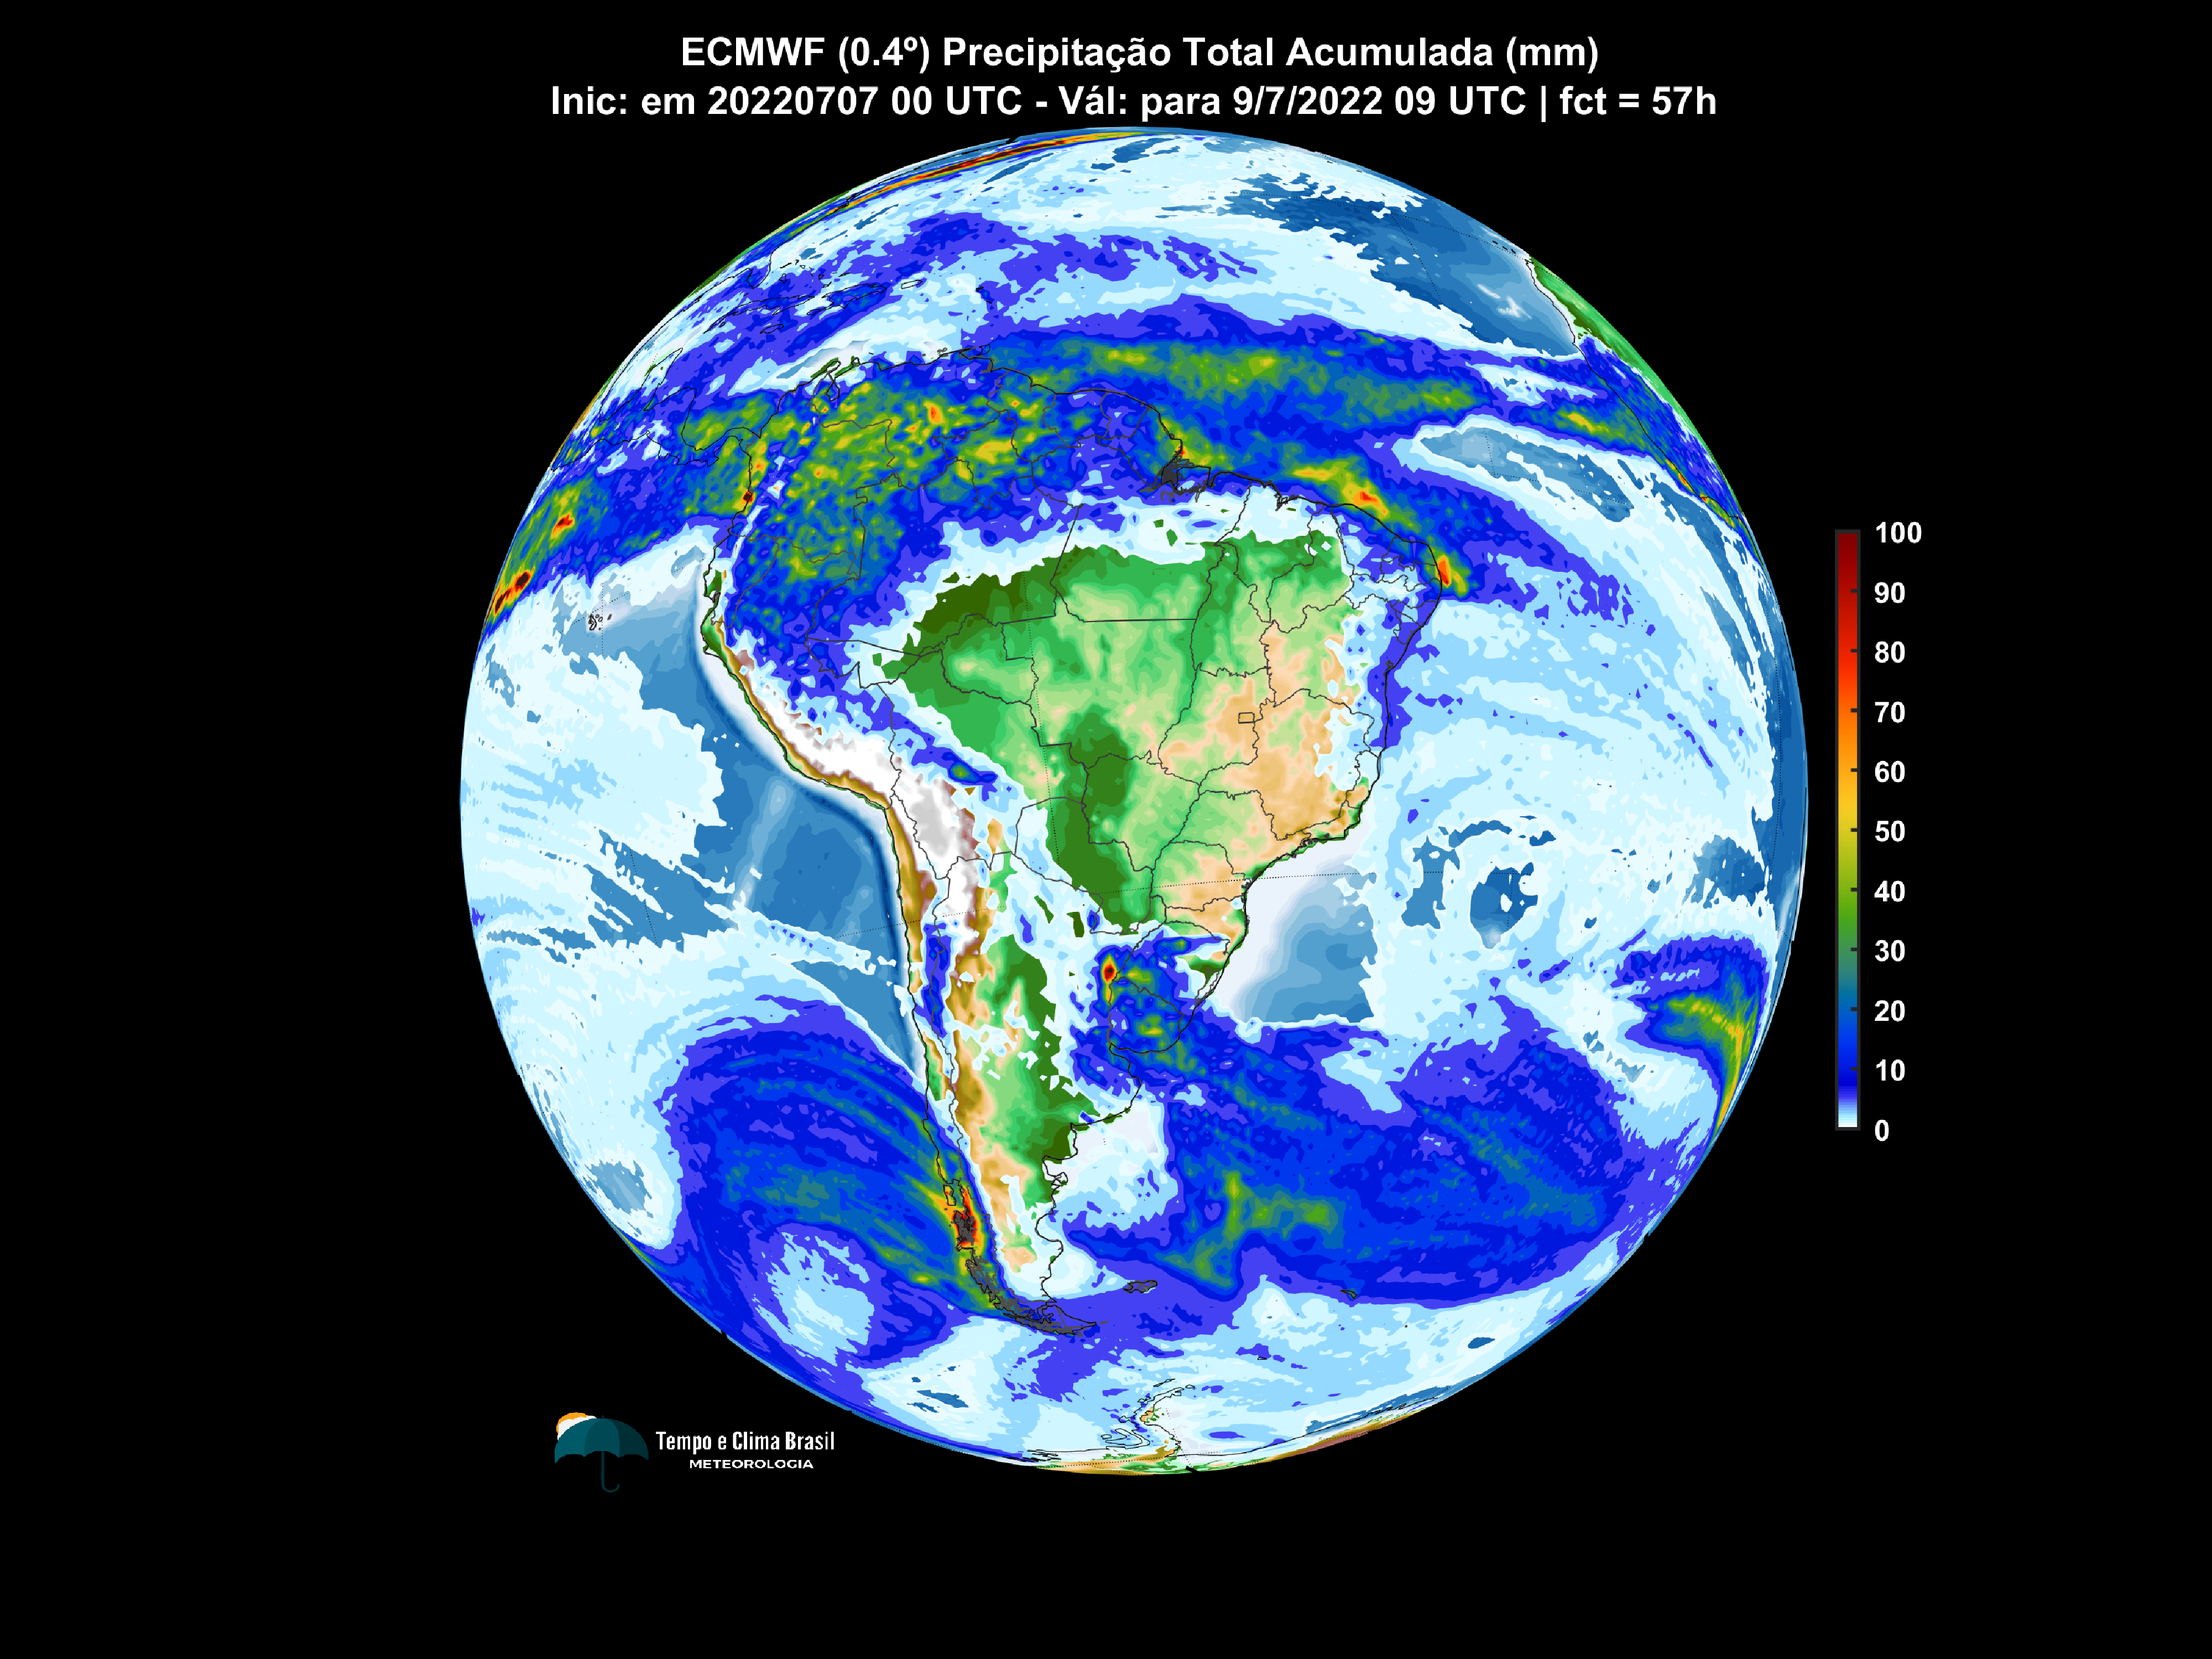 ECMWF (0.4º) Precipitação Total Acumulada (mm)
Inic: em 20220707 00 UTC - Vál: para 9/7/2022 09 UTC | fct = 57h
100
90
80
70
60
50
40
30
20
10
0
Tempo e Clima Brasil
METEOROLOGIA